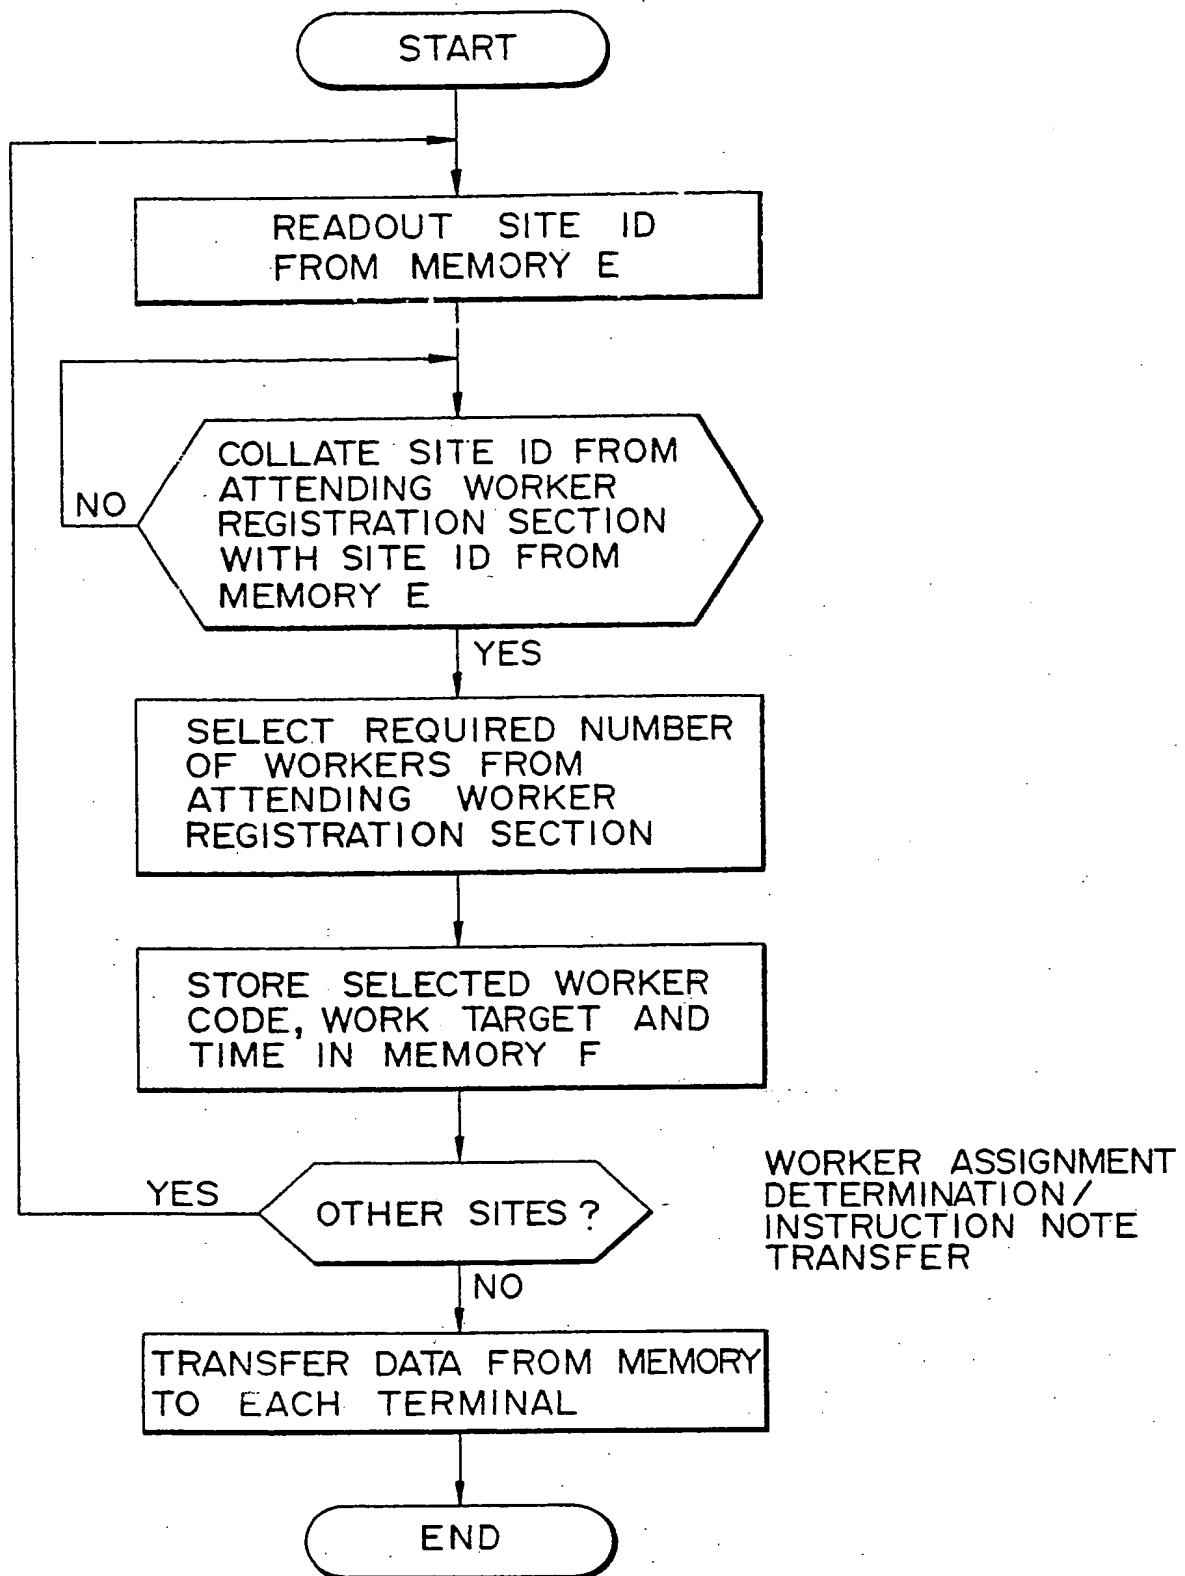 START
READOUT SITE ID
FROM MEMORY E
COLLATE SITE ID FROM
ATTENDING WORKER
REGISTRATION SECTION
WITH SITE ID FROM
MEMORY E
NO
YES
SELECT REQUIRED NUMBER
OF WORKERS FROM
ATTENDING WORKER
REGISTRATION SECTION
STORE SELECTED WORKER
CODE, WORK TARGET AND
TIME IN MEMORY F
OTHER SITES?
YES
NO
WORKER ASSIGNMENT
DETERMINATION/
INSTRUCTION NOTE
TRANSFER
TRANSFER DATA FROM MEMORY
TO EACH TERMINAL
END